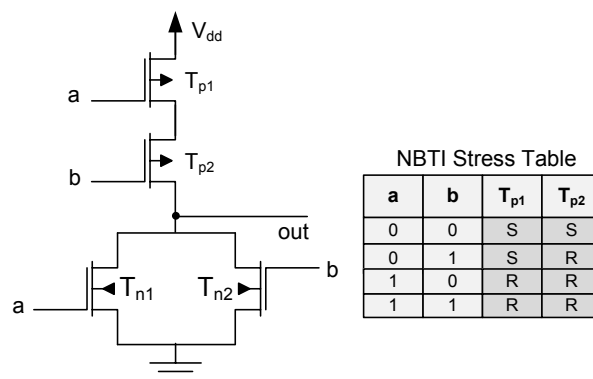 Vdd
a
Tp1
b
Tp2
out
a
Tn1
Tn2
b
NBTI Stress Table
a b Tp1 Tp2
0 0 S S
0 1 S R
1 0 R R
1 1 R R